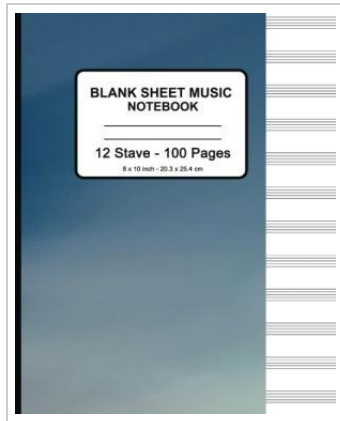 BLANK SHEET MUSIC
NOTEBOOK
12 Stave - 100 Pages
8 x 10 inch - 20.3 x 25.4 cm